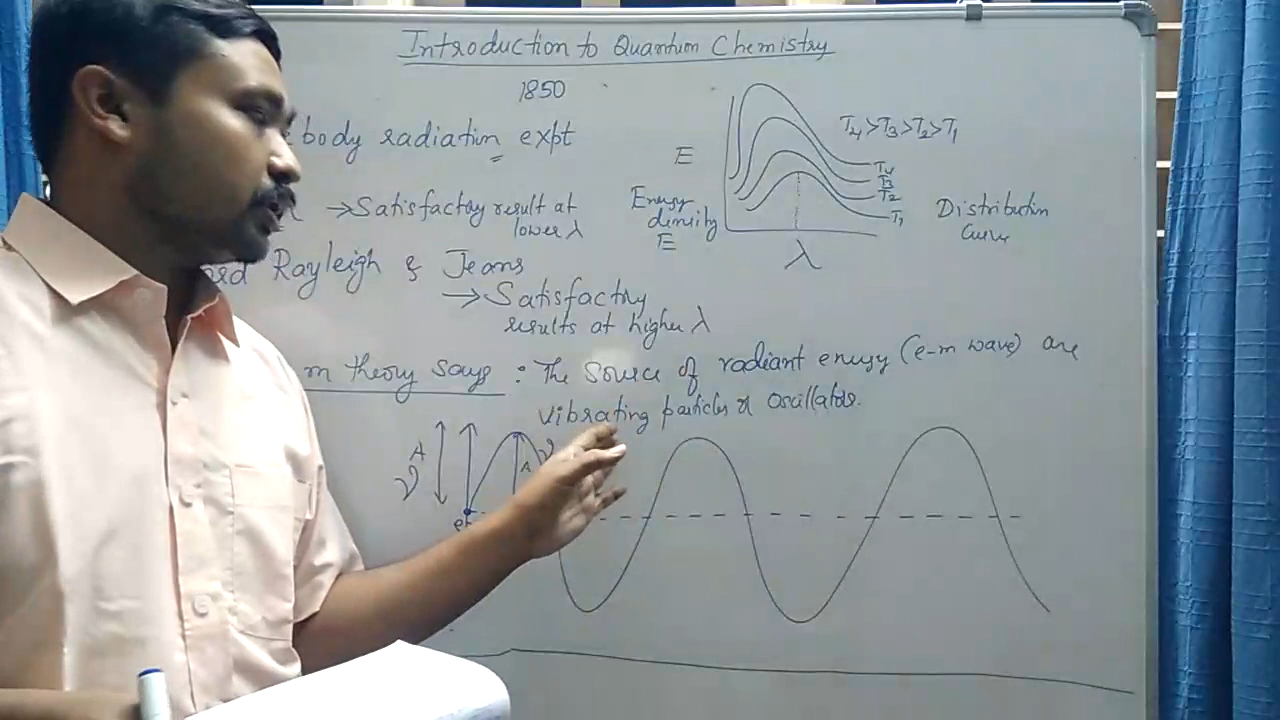 Introduction to Quantum Chemistry
1850
body radiation expt
→ Satisfactory result at
lower λ
Rayleigh & Jeans
→ Satisfactory
results at higher λ
E
Energy
density
E
λ
T4>T3>T2>T1
T4
T3
T2
T1
Distribution
Curve
m theory says : The source of radiant energy (e-m wave) are
vibrating particles or oscillators.
A
ν
A
ν